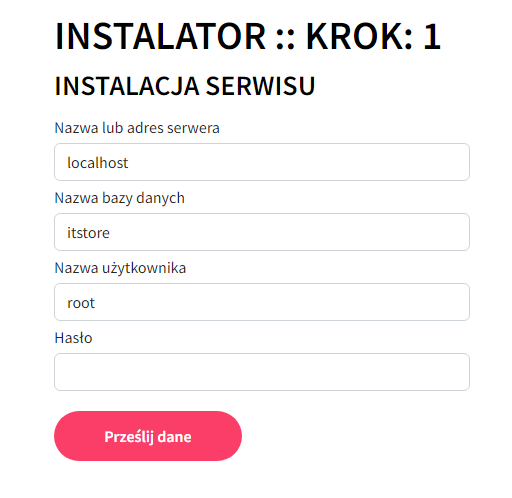 INSTALATOR :: KROK: 1
INSTALACJA SERWISU
Nazwa lub adres serwera
localhost
Nazwa bazy danych
itstore
Nazwa użytkownika
root
Hasło
Prześlij dane